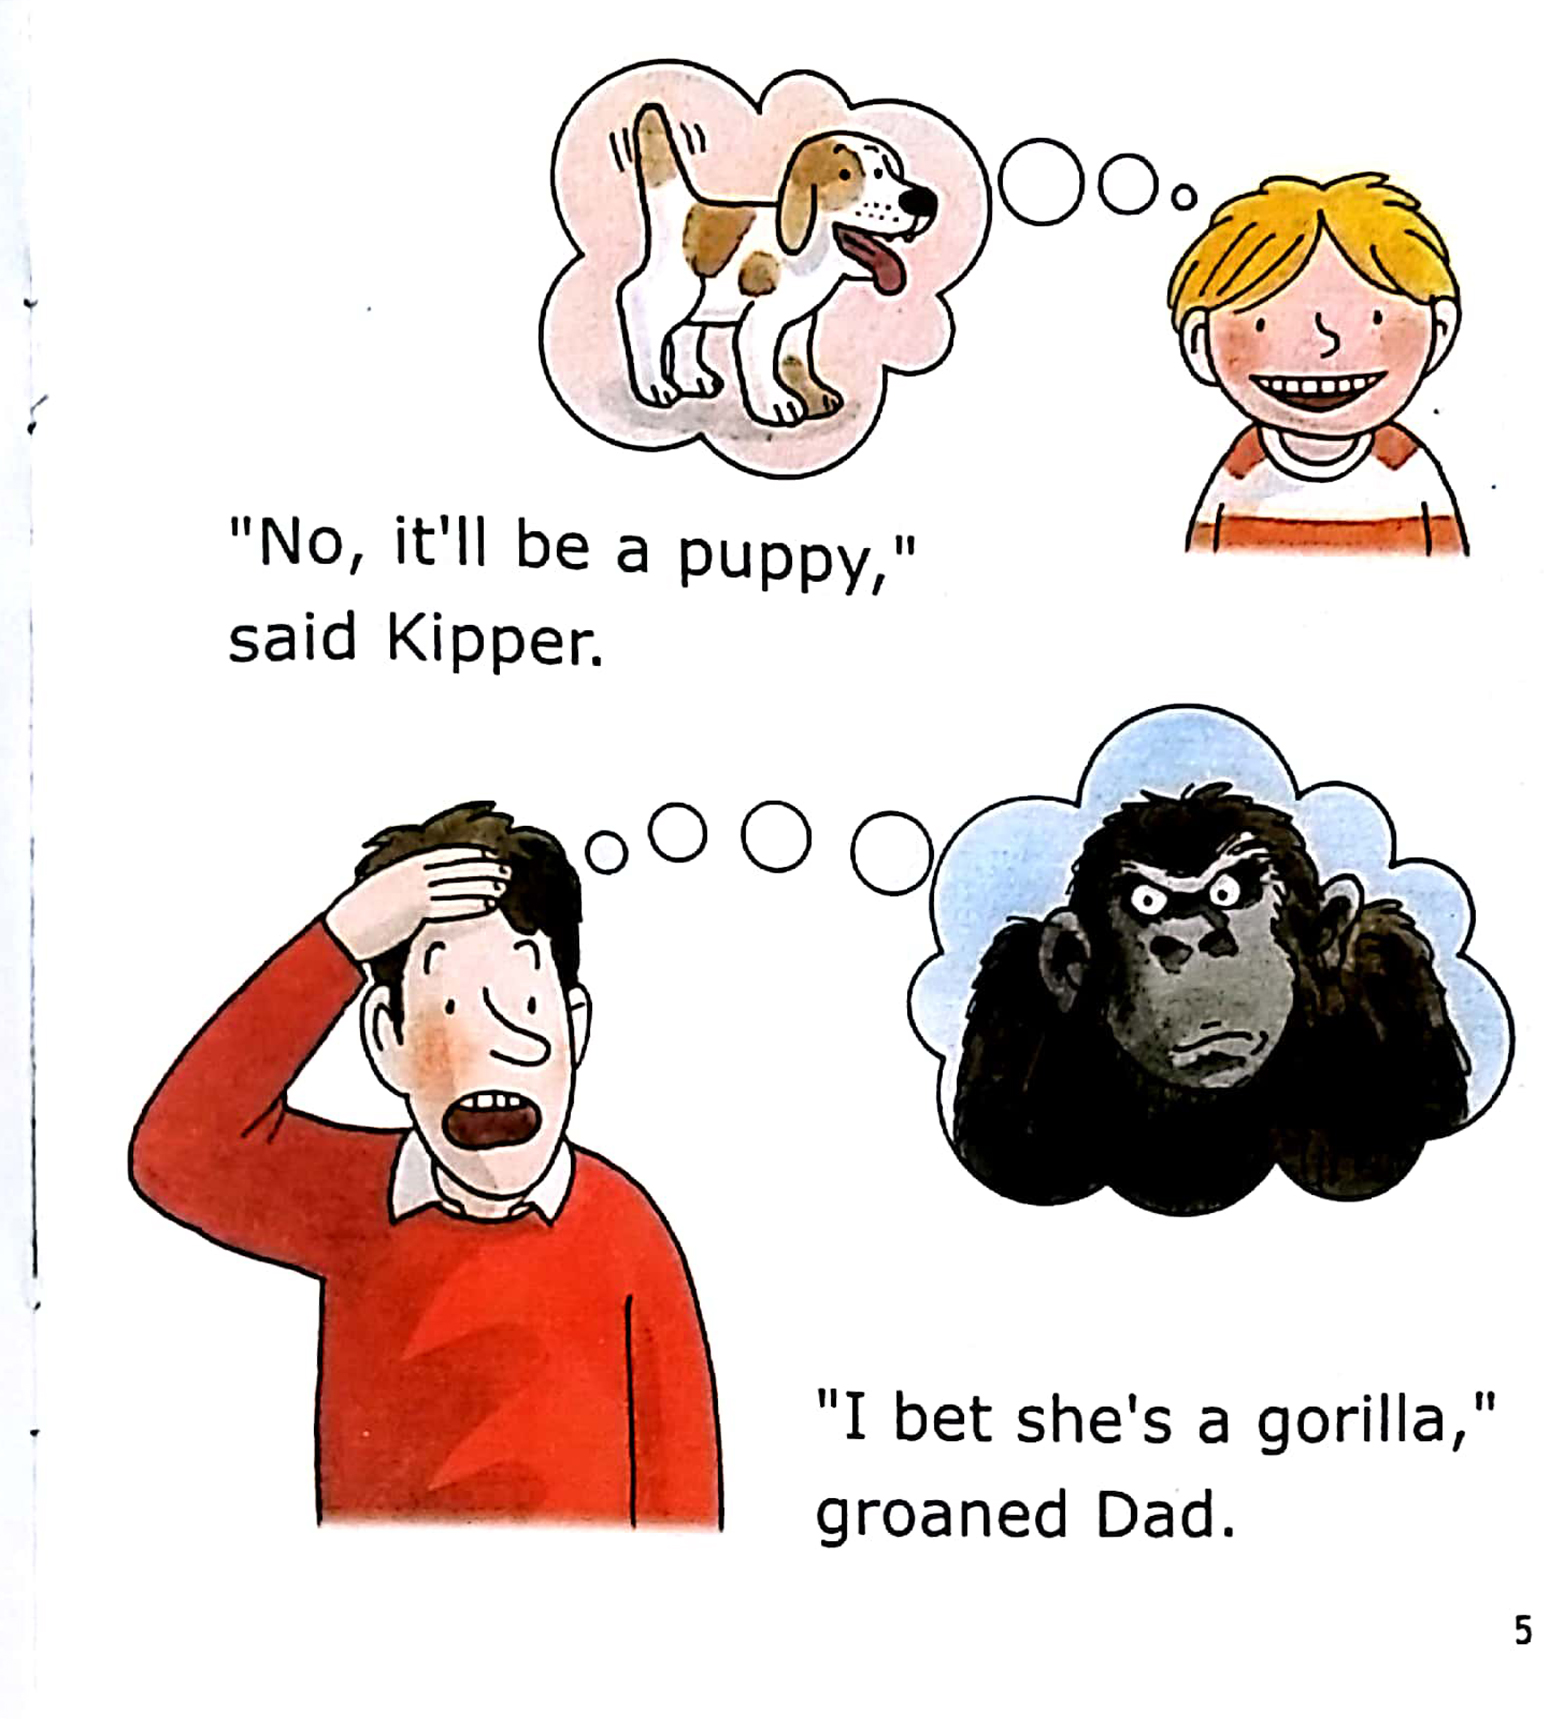 "No, it'll be a puppy,"
said Kipper.
"I bet she's a gorilla,"
groaned Dad.
5